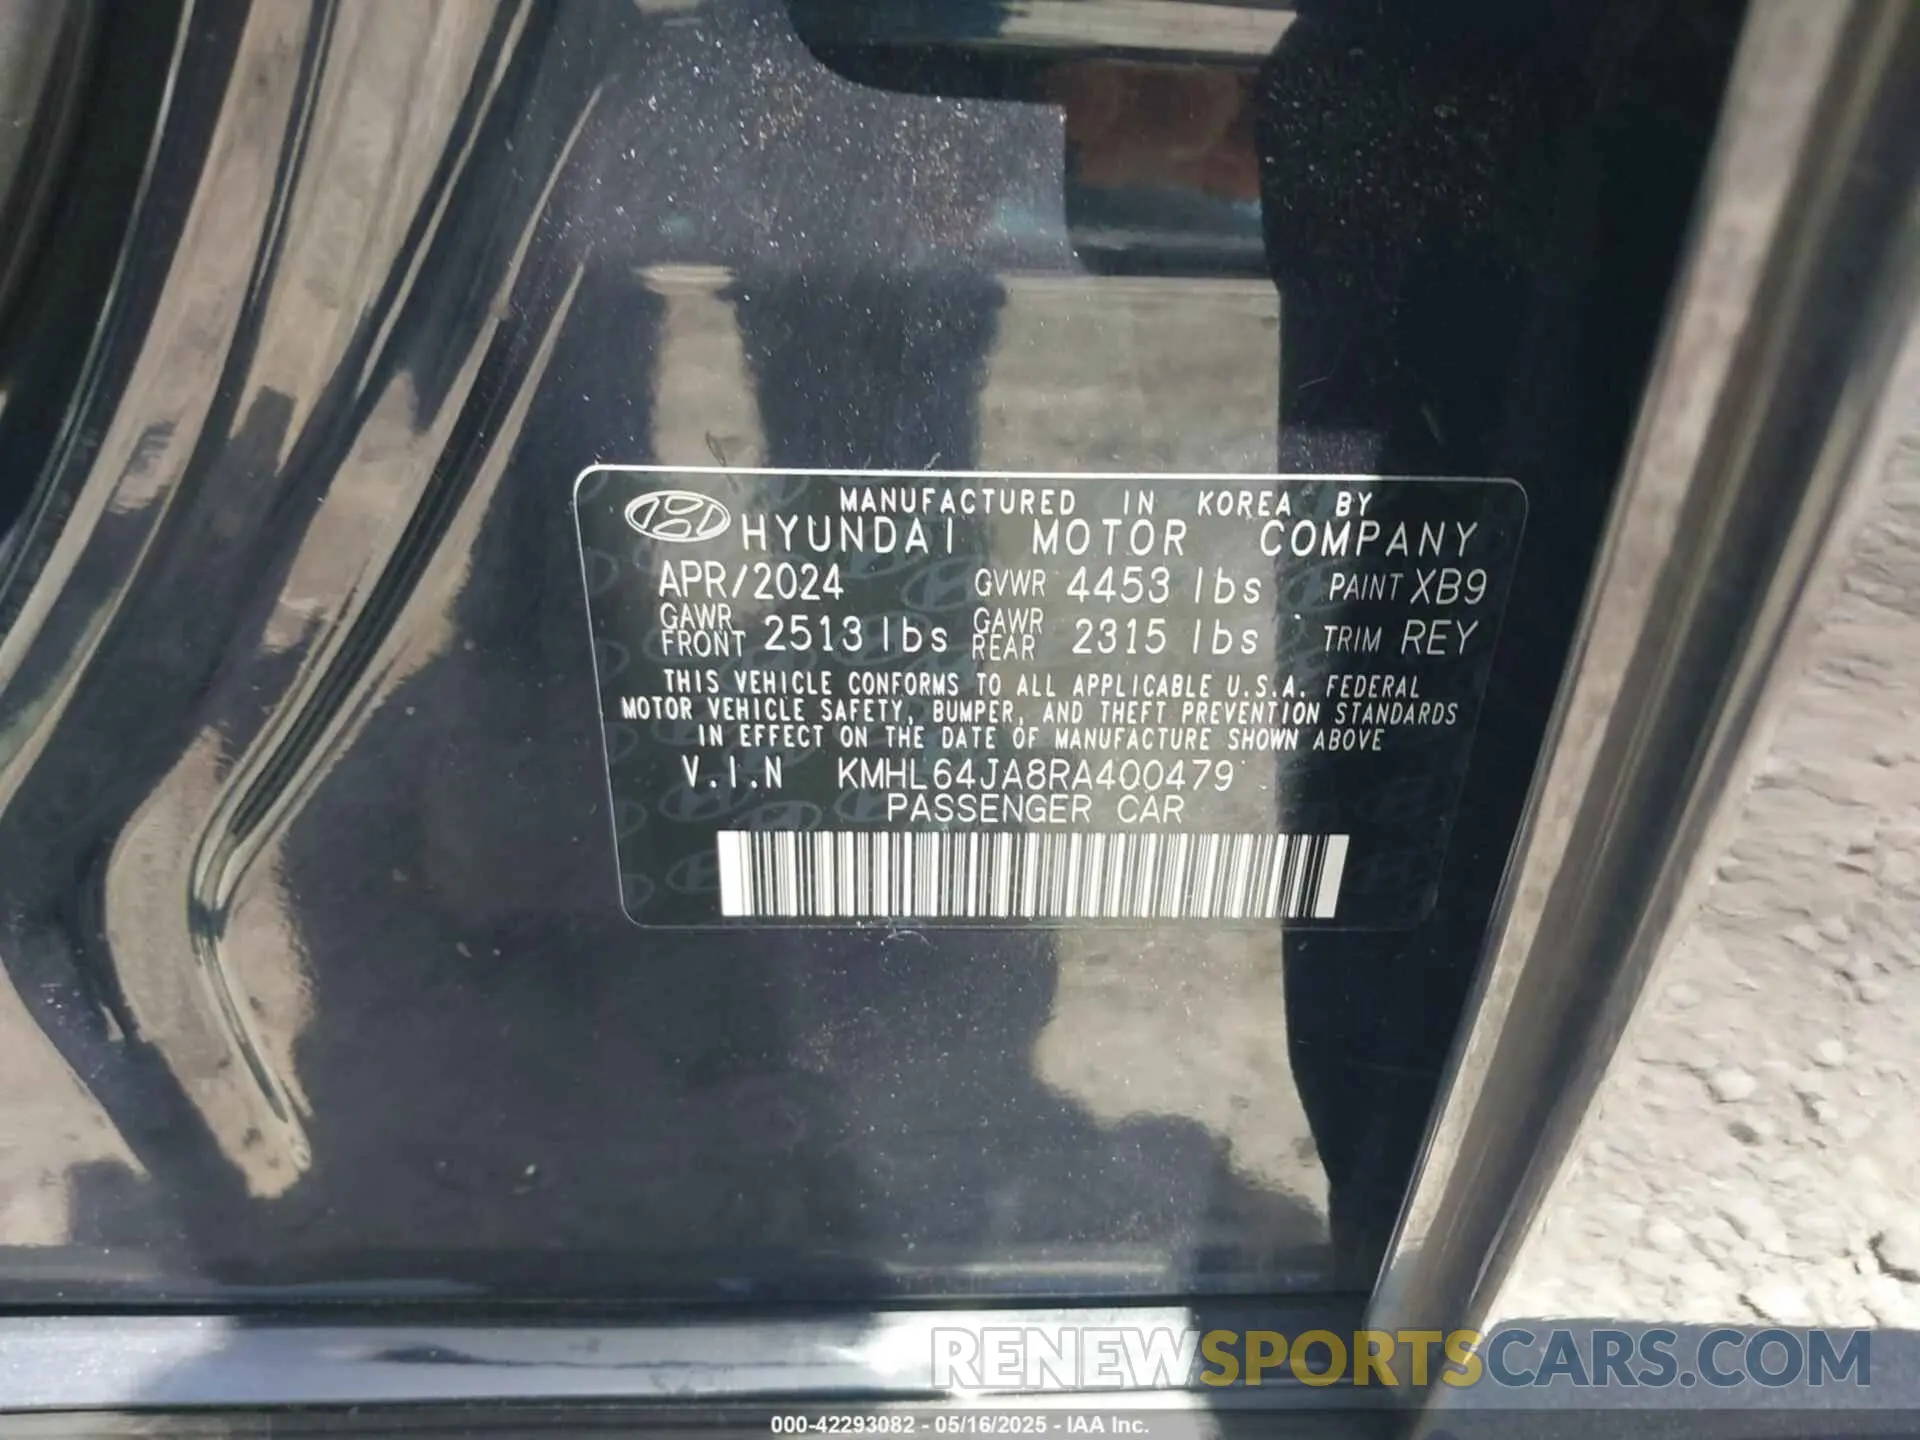 MANUFACTURED IN KOREA BY
HYUNDAI MOTOR COMPANY
APR/2024 GVWR 4453 lbs PAINT XB9
GAWR FRONT 2513 lbs GAWR REAR 2315 lbs TRIM REY
THIS VEHICLE CONFORMS TO ALL APPLICABLE U.S.A. FEDERAL
MOTOR VEHICLE SAFETY, BUMPER, AND THEFT PREVENTION STANDARDS
IN EFFECT ON THE DATE OF MANUFACTURE SHOWN ABOVE
V.I.N KMHL64JA8RA400479
PASSENGER CAR
RENEWSPORTSCARS.COM
000-42293082 - 05/16/2025 - IAA Inc.